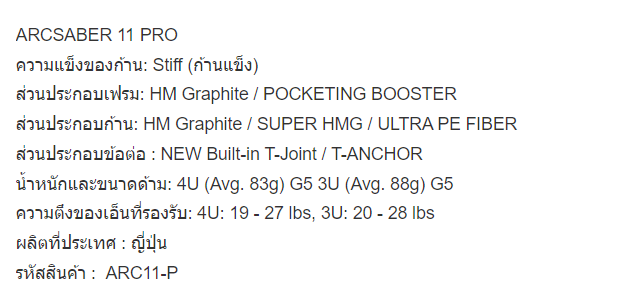 ARCSABER 11 PRO
ความแข็งของก้าน: Stiff (ก้านแข็ง)
ส่วนประกอบเฟรม: HM Graphite / POCKETING BOOSTER
ส่วนประกอบก้าน: HM Graphite / SUPER HMG / ULTRA PE FIBER
ส่วนประกอบข้อต่อ : NEW Built-in T-Joint / T-ANCHOR
น้ำหนักและขนาดด้าม: 4U (Avg. 83g) G5 3U (Avg. 88g) G5
ความตึงของเอ็นที่รองรับ: 4U: 19 - 27 lbs, 3U: 20 - 28 lbs
ผลิตที่ประเทศ : ญี่ปุ่น
รหัสสินค้า :  ARC11-P